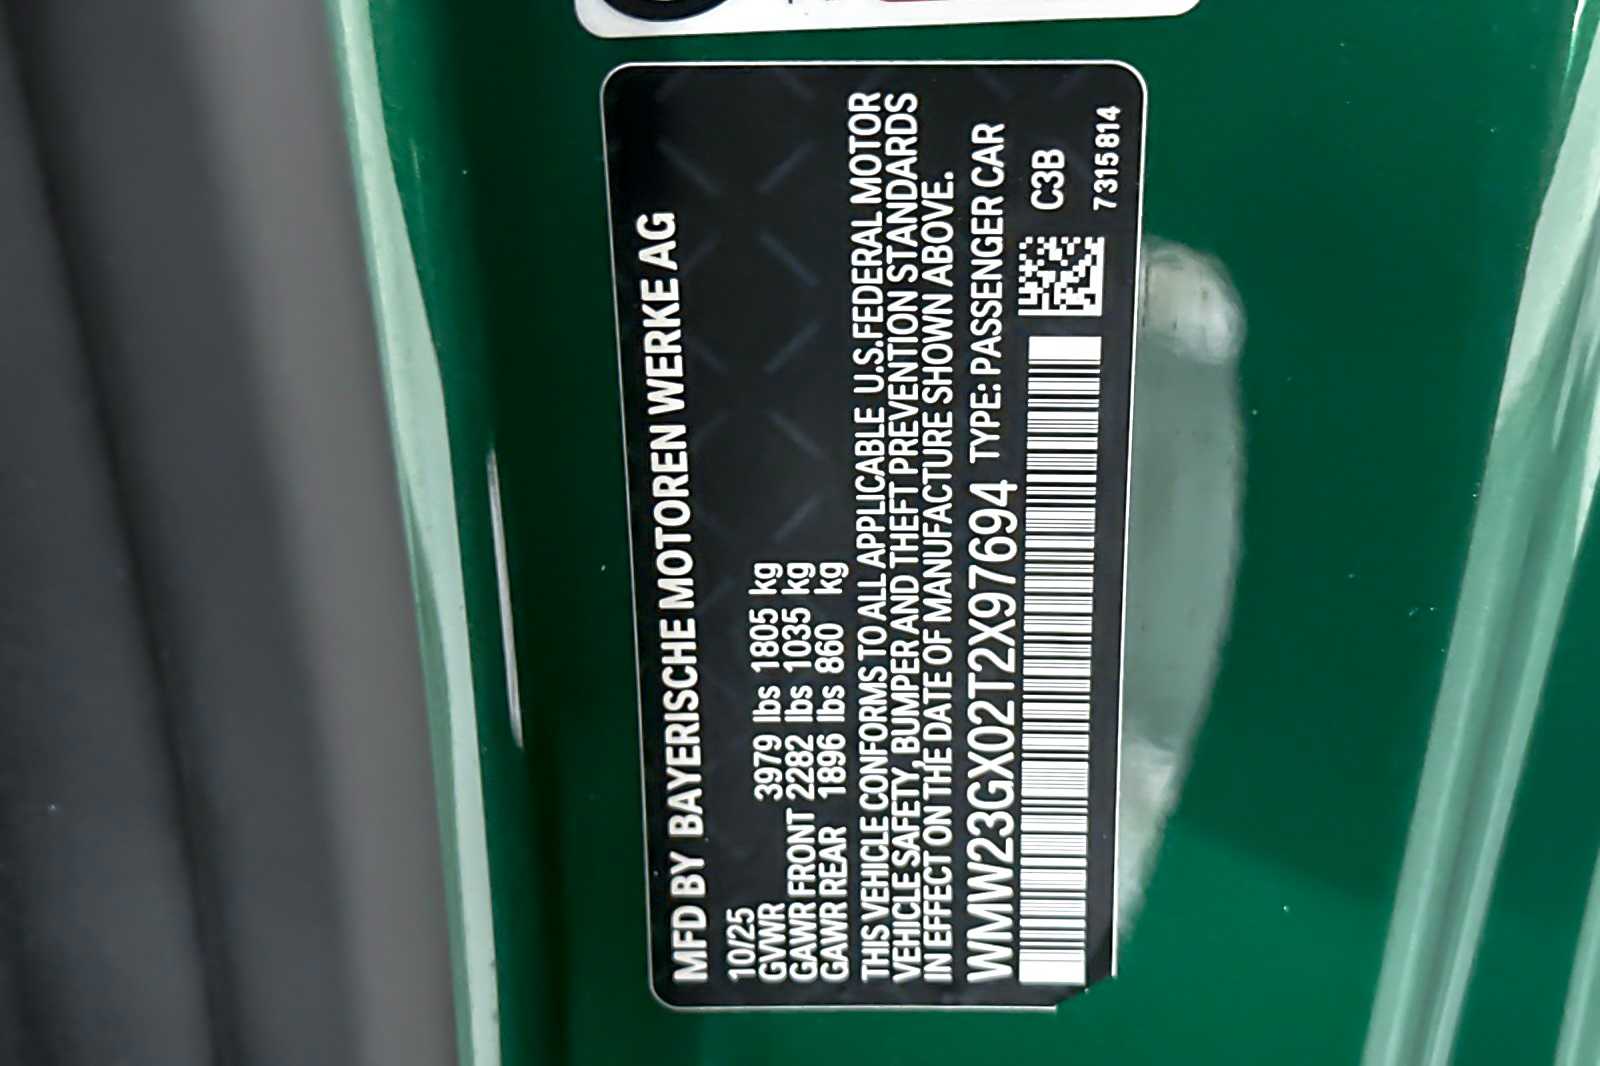 MFD BY BAYERISCHE MOTOREN WERKE AG
10/25
GVWR 3979 lbs 1805 kg
GAWR FRONT 2282 lbs 1035 kg
GAWR REAR 1896 lbs 860 kg
THIS VEHICLE CONFORMS TO ALL APPLICABLE U.S.FEDERAL MOTOR
VEHICLE SAFETY, BUMPER AND THEFT PREVENTION STANDARDS
IN EFFECT ON THE DATE OF MANUFACTURE SHOWN ABOVE.
WMW23GX02T2X97694 TYPE: PASSENGER CAR
C3B
7315814